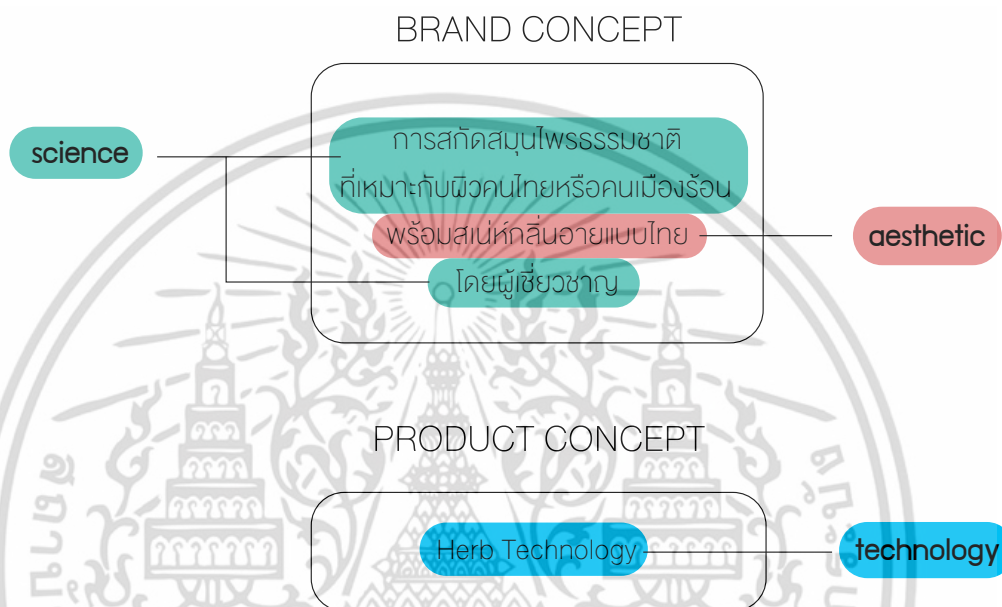 BRAND CONCEPT
science
การสกัดสมุนไพรธรรมชาติ
ที่เหมาะกับผิวคนไทยหรือคนเมืองร้อน
พร้อมสเน่ห์กลิ่นอายแบบไทย
aesthetic
โดยผู้เชี่ยวชาญ
PRODUCT CONCEPT
Herb Technology
technology